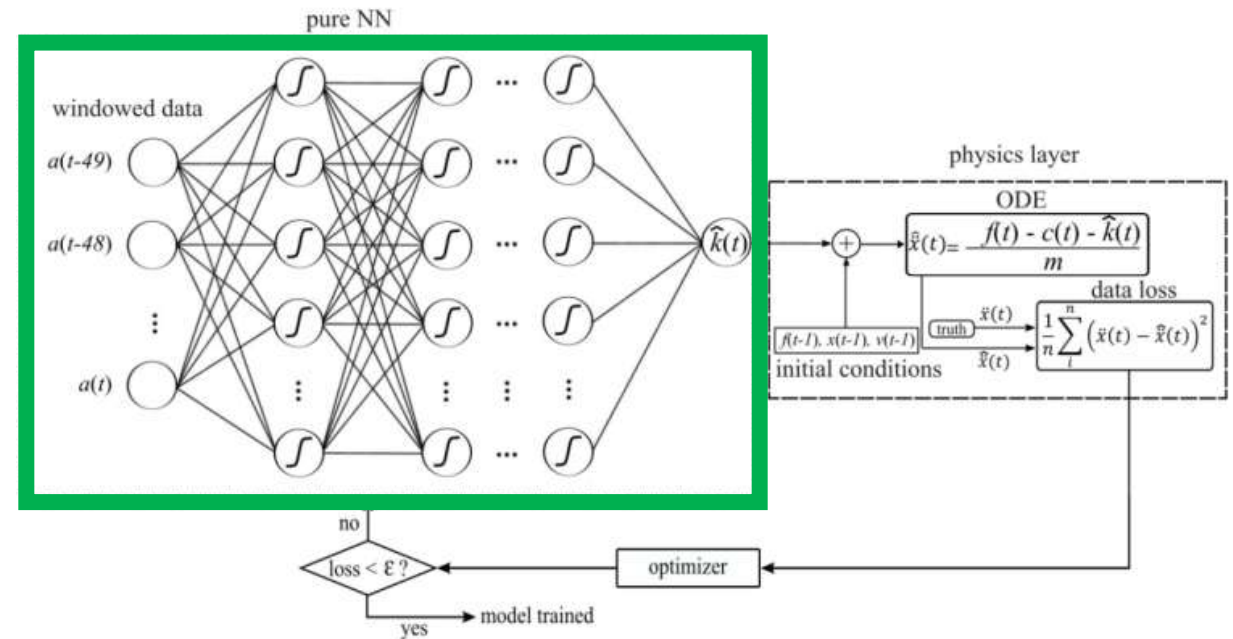 pure NN
windowed data
a(t-49)
a(t-48)
⋮
a(t)
... 
...
...
...
...
k̂(t)
physics layer
ODE
+
x̂̈(t)= f(t) - c(t) - k̂(t) / m
data loss
truth
ẍ(t)
x̂̈(t)
1/n ∑ᵢⁿ (ẍ(t) − x̂̈(t))²
f(t-1), x(t-1), v(t-1)
initial conditions
no
loss < ε ?
optimizer
yes
model trained